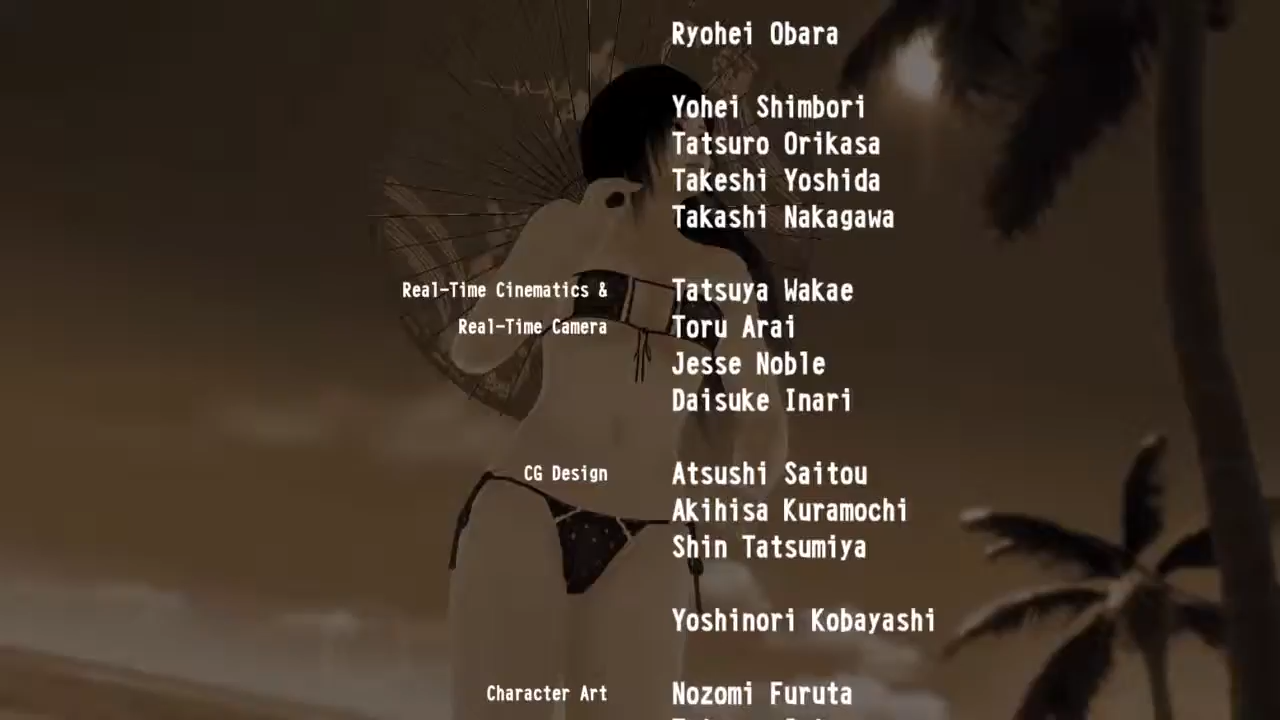 Ryohei Obara
Yohei Shimbori
Tatsuro Orikasa
Takeshi Yoshida
Takashi Nakagawa
Real-Time Cinematics & Tatsuya Wakae
Real-Time Camera Toru Arai
Jesse Noble
Daisuke Inari
CG Design Atsushi Saitou
Akihisa Kuramochi
Shin Tatsumiya
Yoshinori Kobayashi
Character Art Nozomi Furuta